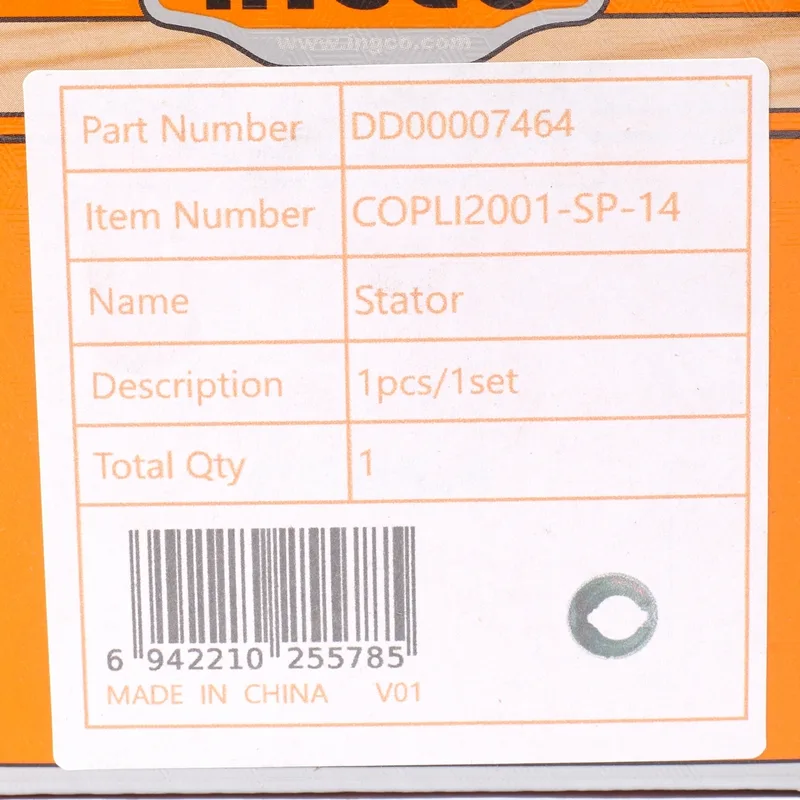 www.ingco.com
Part Number DD00007464
Item Number COPLI2001-SP-14
Name Stator
Description 1pcs/1set
Total Qty 1
6 942210 255785
MADE IN CHINA V01